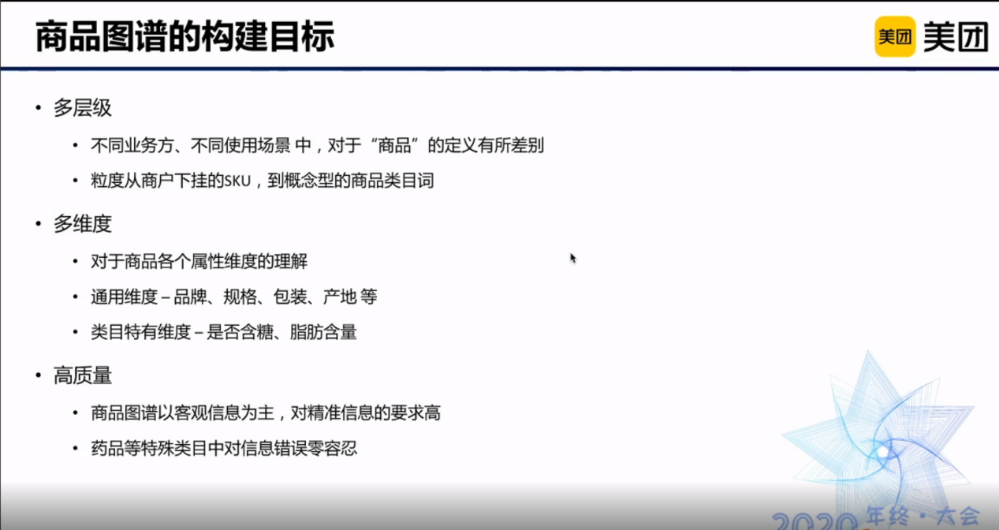 商品图谱的构建目标
美团 美团
• 多层级
• 不同业务方、不同使用场景 中，对于“商品”的定义有所差别
• 粒度从商户下挂的SKU，到概念型的商品类目词
• 多维度
• 对于商品各个属性维度的理解
• 通用维度 – 品牌、规格、包装、产地 等
• 类目特有维度 – 是否含糖、脂肪含量
• 高质量
• 商品图谱以客观信息为主，对精准信息的要求高
• 药品等特殊类目中对信息错误零容忍
2020 年终·大会